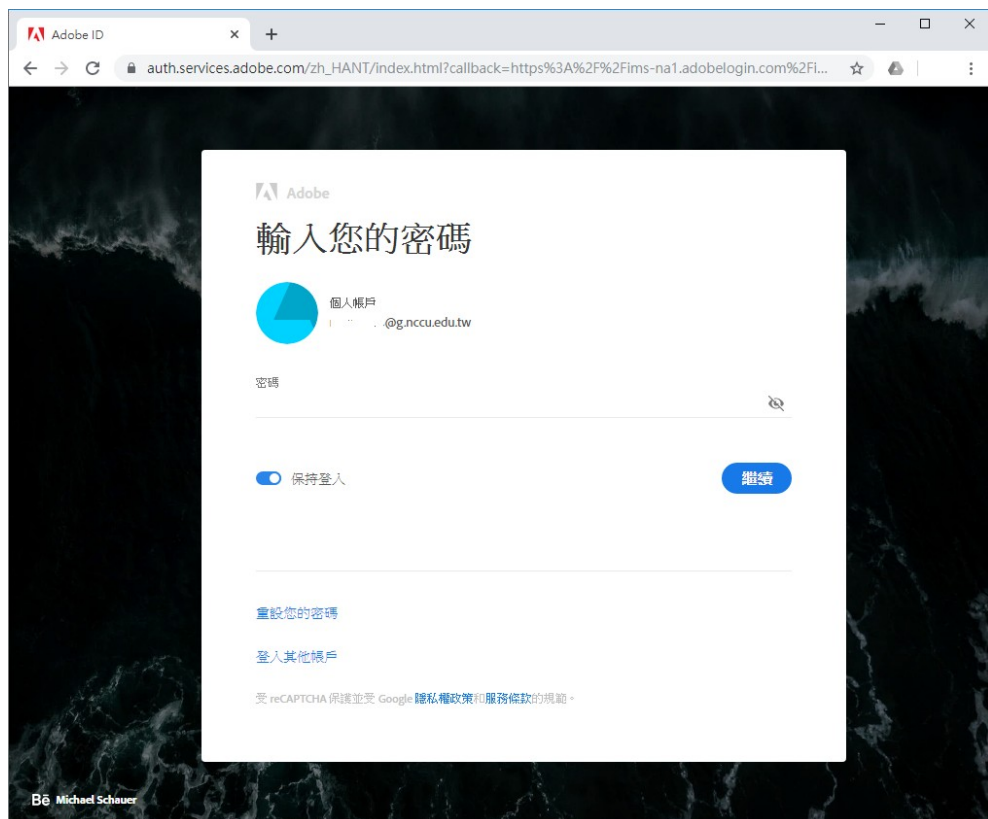 Adobe ID
auth.services.adobe.com/zh_HANT/index.html?callback=https%3A%2F%2Fims-na1.adobelogin.com%2Fi...
Adobe
輸入您的密碼
個人帳戶
@g.nccu.edu.tw
密碼
保持登入
繼續
重設您的密碼
登入其他帳戶
受 reCAPTCHA 保護並受 Google 隱私權政策和服務條款的規範。
Bē Michael Schauer